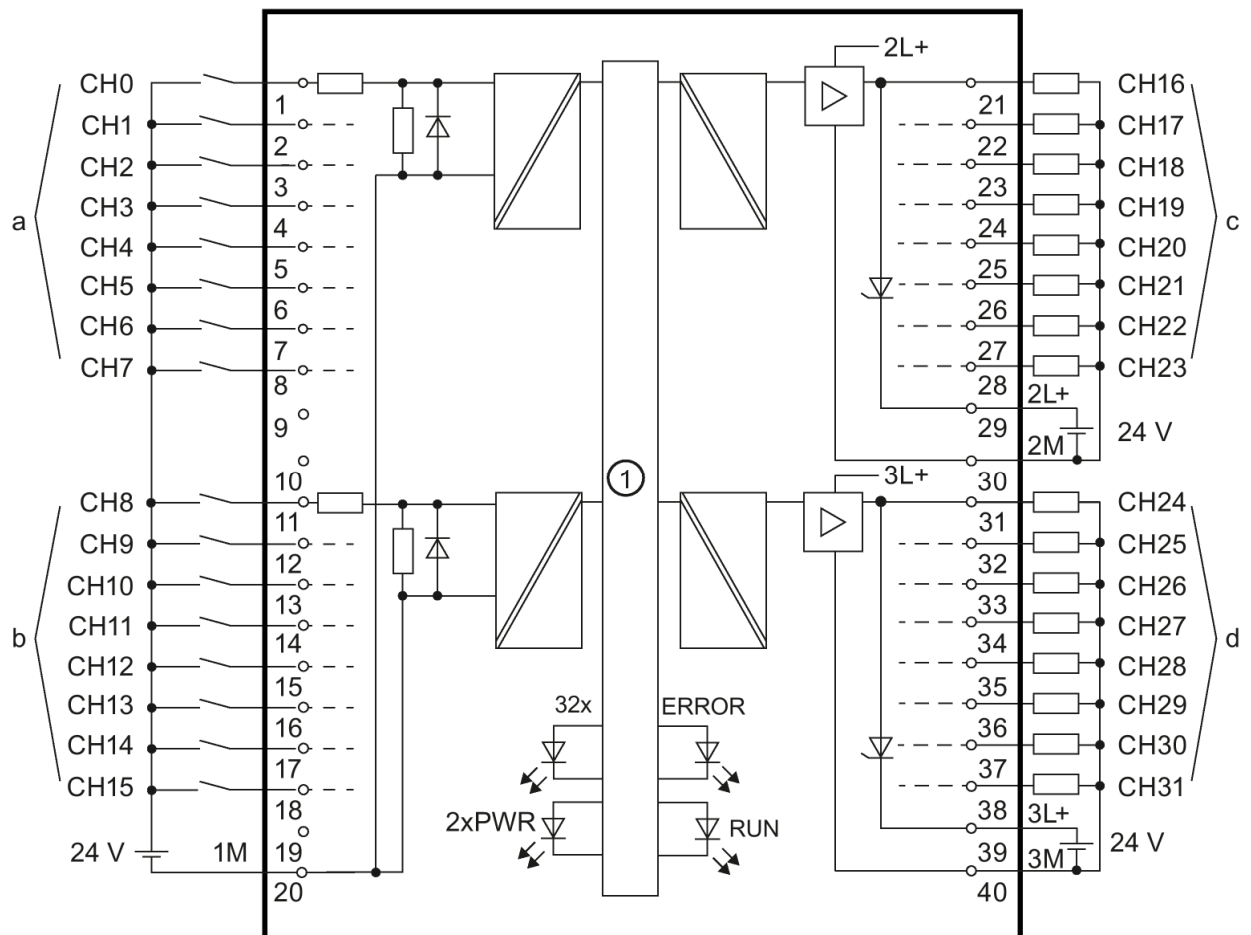 2L+
CH0
CH1
CH2
CH3
CH4
CH5
CH6
CH7
a
1
2
3
4
5
6
7
8
9
10
CH8
CH9
CH10
CH11
CH12
CH13
CH14
CH15
b
11
12
13
14
15
16
17
18
19
20
24 V
1M
1
32x
ERROR
2xPWR
RUN
21
22
23
24
25
26
27
28
29
30
CH16
CH17
CH18
CH19
CH20
CH21
CH22
CH23
c
2L+
2M
24 V
3L+
31
32
33
34
35
36
37
38
39
40
CH24
CH25
CH26
CH27
CH28
CH29
CH30
CH31
d
3L+
3M
24 V